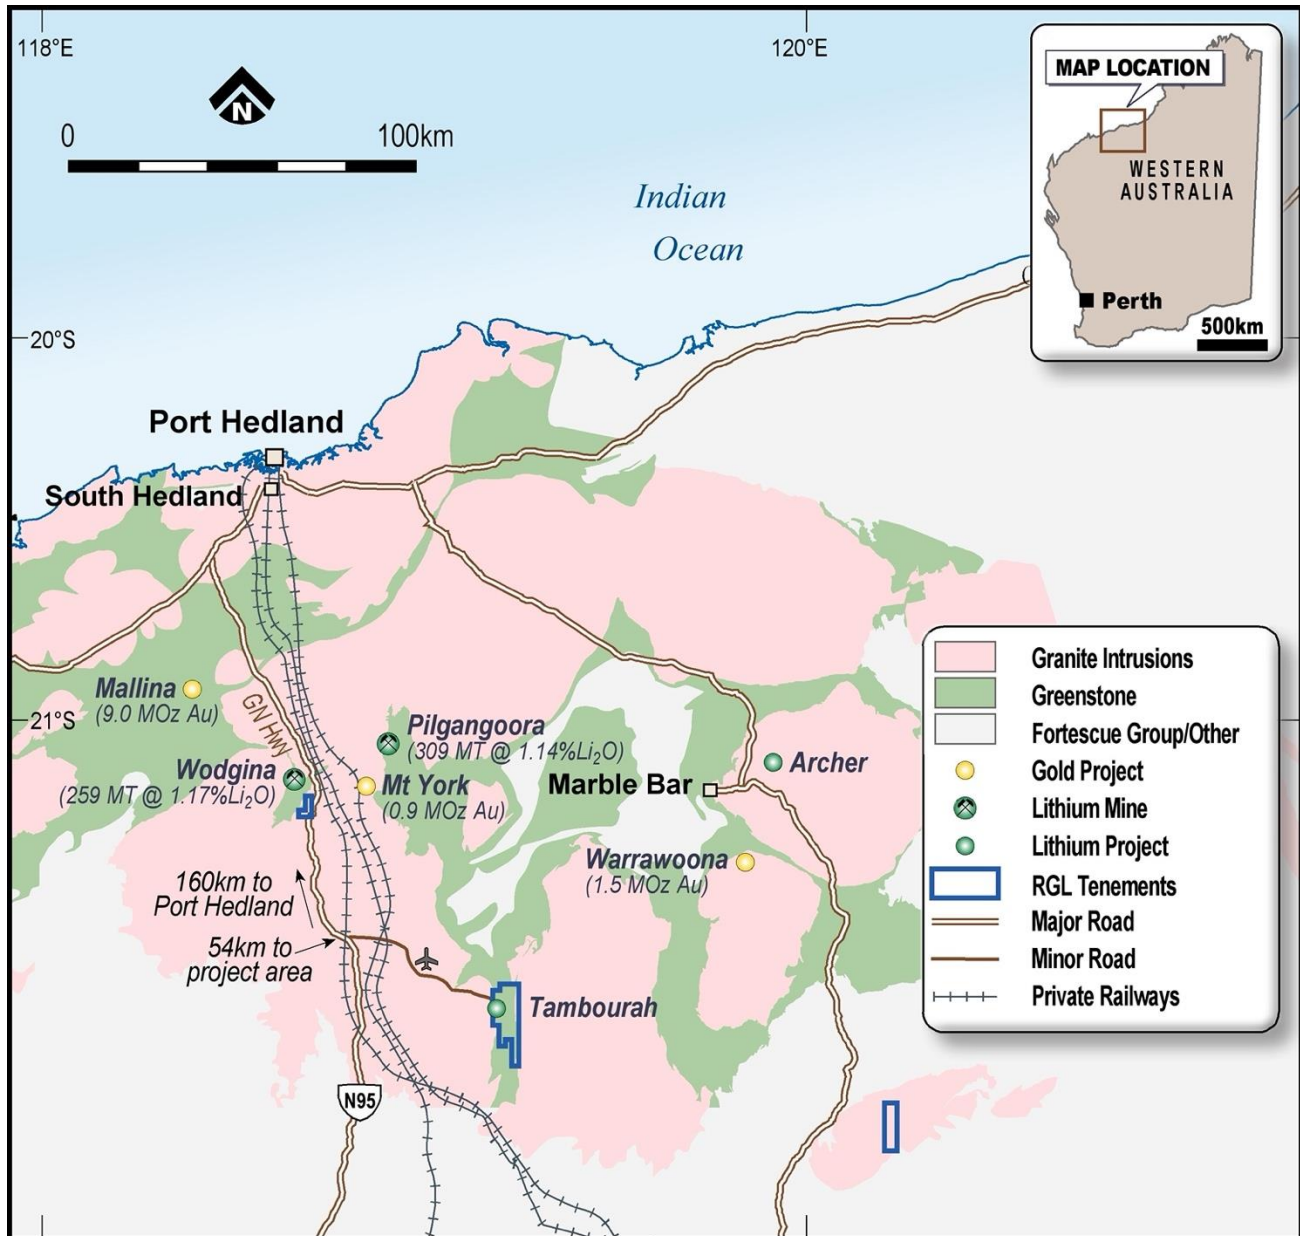 118°E
120°E
N
0
100km
MAP LOCATION
WESTERN
AUSTRALIA
Perth
500km
Indian
Ocean
20°S
Port Hedland
South Hedland
Mallina
(9.0 MOz Au)
21°S
GN Hwy
Pilgangoora
(309 MT @ 1.14%Li₂O)
Wodgina
(259 MT @ 1.17%Li₂O)
Mt York
(0.9 MOz Au)
Marble Bar
Archer
Warrawoona
(1.5 MOz Au)
160km to
Port Hedland
54km to
project area
Tambourah
N95
Granite Intrusions
Greenstone
Fortescue Group/Other
Gold Project
Lithium Mine
Lithium Project
RGL Tenements
Major Road
Minor Road
Private Railways